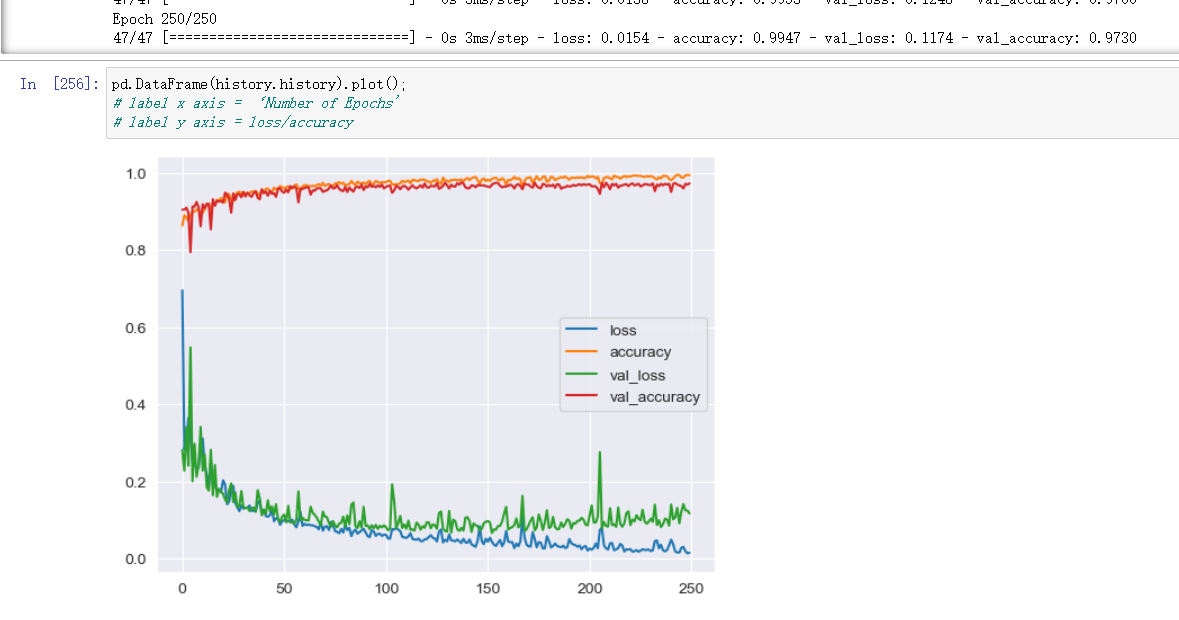 Epoch 250/250
47/47 [==============================] - 0s 3ms/step - loss: 0.0154 - accuracy: 0.9947 - val_loss: 0.1174 - val_accuracy: 0.9730
In [256]: pd.DataFrame(history.history).plot();
# label x axis = ‘Number of Epochs’
# label y axis = loss/accuracy
1.0
0.8
0.6
0.4
0.2
0.0
loss
accuracy
val_loss
val_accuracy
0 50 100 150 200 250